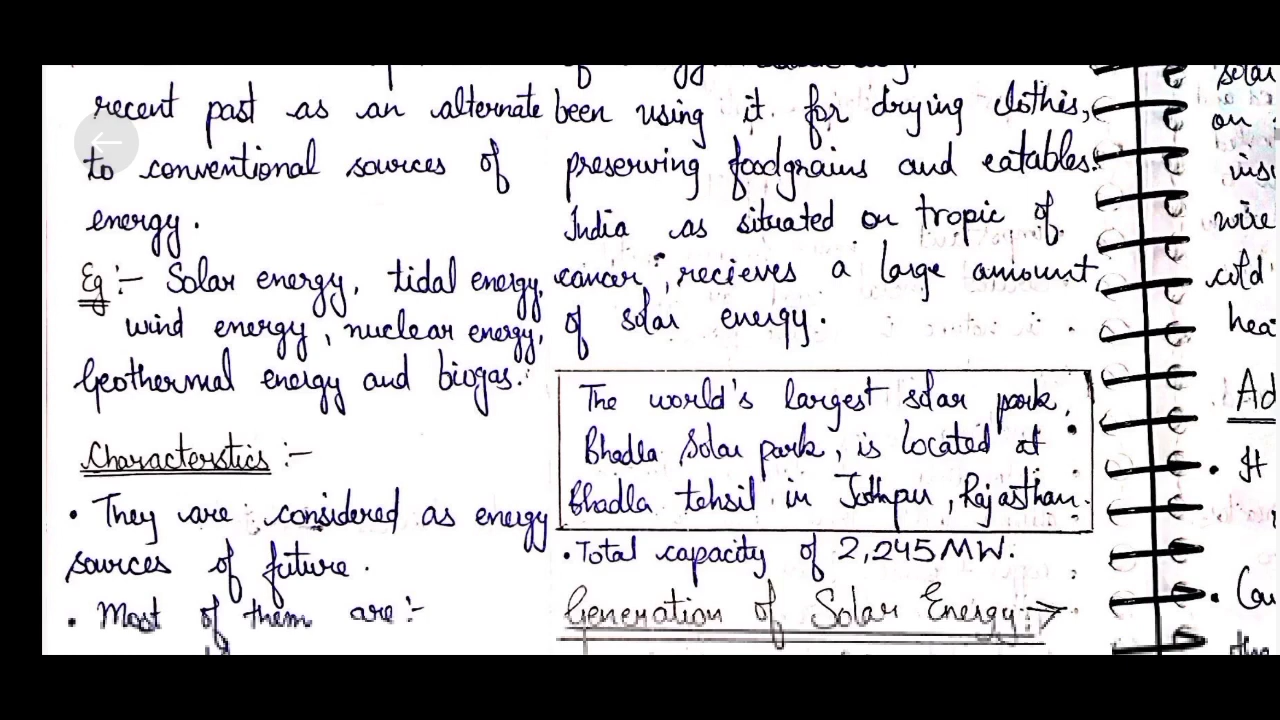 recent past as an alternate
to conventional sources of
energy.
Eg :- Solar energy, tidal energy,
wind energy, nuclear energy,
Geothermal energy and biogas.
Characterstics :-
• They are considered as energy
sources of future.
• Most of them are :-
been using it for drying clothis,
preserving foodgrains and eatables.
India as situated on tropic of
cancer, recieves a large amount
of solar energy.
The world's largest solar park,
Bhadla Solar park, is located at
Bhadla tehsil in Jodhpur, Rajasthan.
• Total capacity of 2,245 MW.
Generation of Solar Energy :→
solar
on
wire
cold
Ad
• It